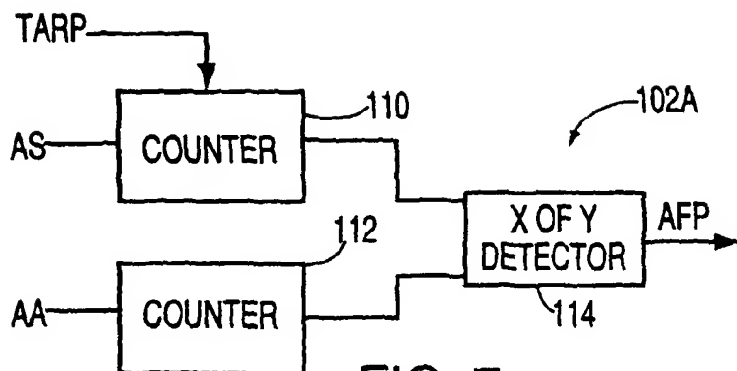 TARP
110
102A
AS
COUNTER
X OF Y
DETECTOR
AFP
112
114
AA
COUNTER